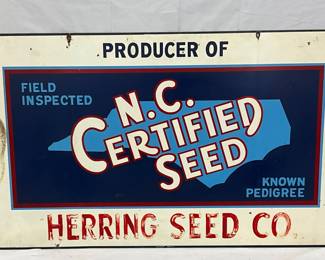 PRODUCER OF
FIELD
INSPECTED
N.C.
CERTIFIED
SEED
KNOWN
PEDIGREE
HERRING SEED CO.